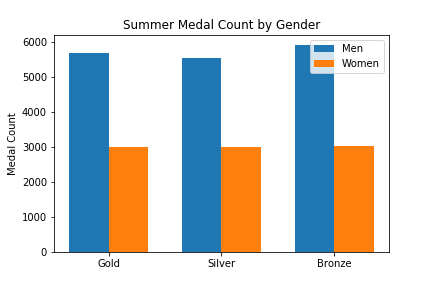 Summer Medal Count by Gender
Men
Women
Medal Count
6000
5000
4000
3000
2000
1000
0
Gold Silver Bronze